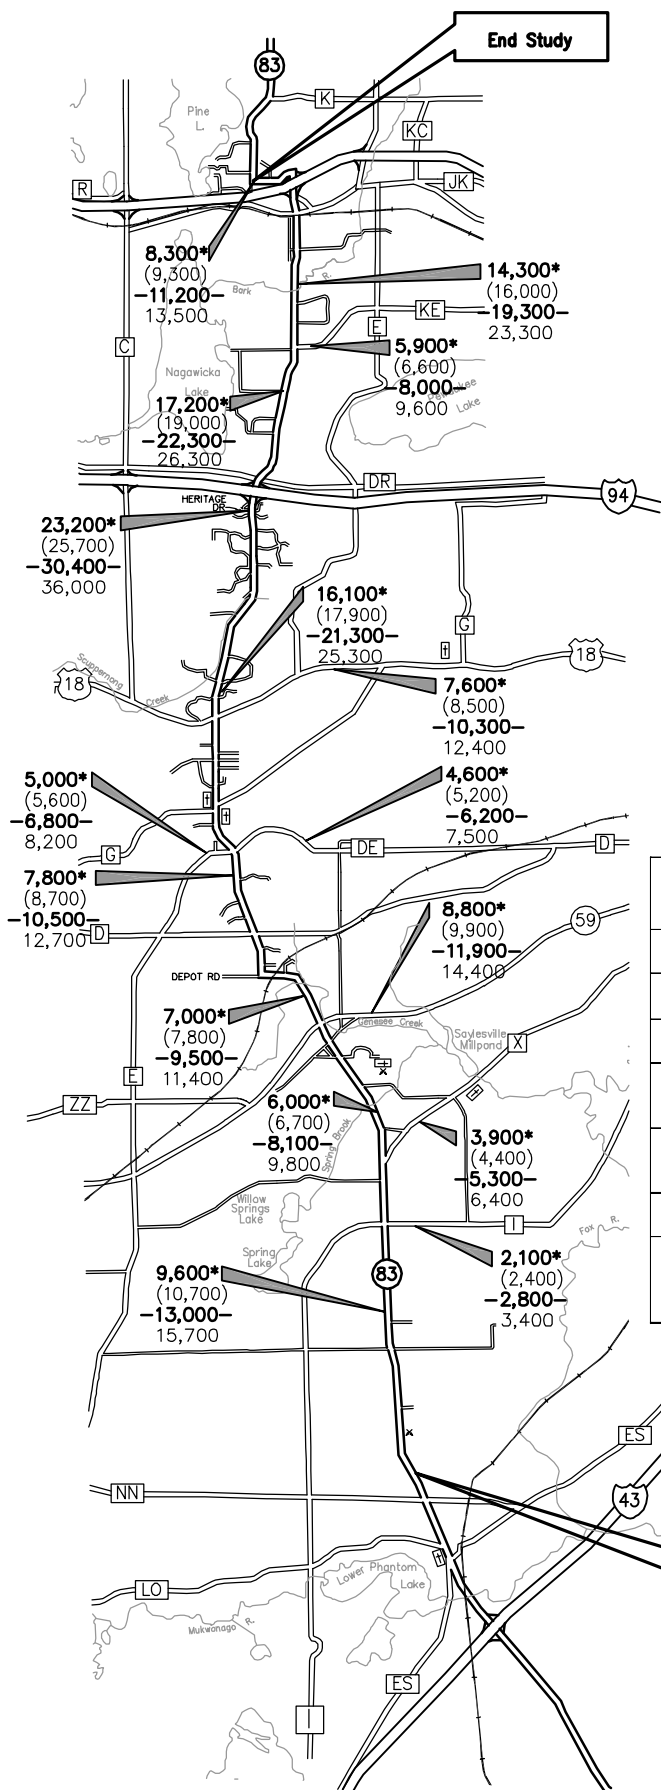 End Study
83
K
Pine
L.
KC
R
JK
8,300*
(9,300)
-11,200-
13,500
14,300*
(16,000)
-19,300-
23,300
Bark
R.
KE
E
C
5,900*
(6,600)
-8,000-
9,600
Pewaukee
Lake
Nagawicka
Lake
17,200*
(19,000)
-22,300-
26,300
DR
94
HERITAGE
DR
23,200*
(25,700)
-30,400-
36,000
16,100*
(17,900)
-21,300-
25,300
G
18
Scuppernong
Creek
18
7,600*
(8,500)
-10,300-
12,400
5,000*
(5,600)
-6,800-
8,200
4,600*
(5,200)
-6,200-
7,500
G
DE
D
7,800*
(8,700)
-10,500-
12,700
D
8,800*
(9,900)
-11,900-
14,400
59
DEPOT RD
7,000*
(7,800)
-9,500-
11,400
Genesee Creek
Saylesville
Millpond
X
E
ZZ
6,000*
(6,700)
-8,100-
9,800
Spring Brook
3,900*
(4,400)
-5,300-
6,400
Willow
Springs
Lake
I
Fox R.
Spring
Lake
2,100*
(2,400)
-2,800-
3,400
9,600*
(10,700)
-13,000-
15,700
83
ES
NN
43
Lower Phantom
Lake
LO
Mukwonago R.
ES
I